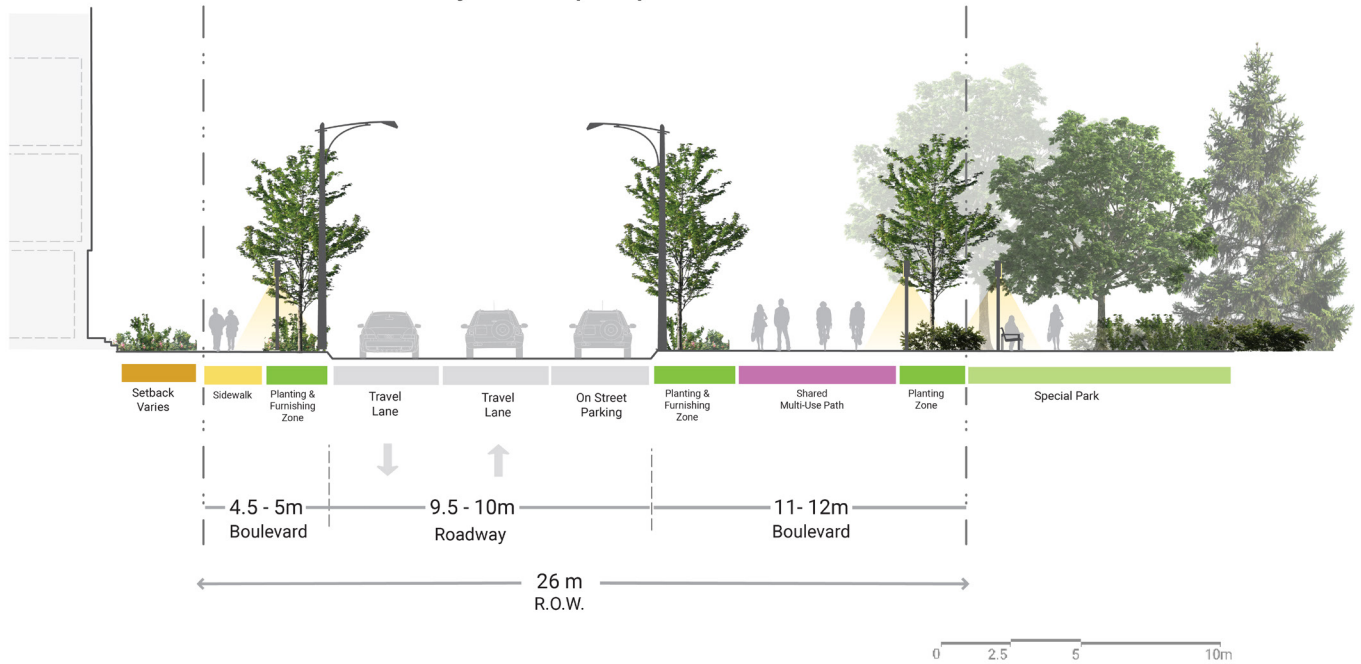 Setback
Varies
Sidewalk
Planting &
Furnishing
Zone
Travel
Lane
Travel
Lane
On Street
Parking
Planting &
Furnishing
Zone
Shared
Multi-Use Path
Planting
Zone
Special Park
4.5 - 5m
Boulevard
9.5 - 10m
Roadway
11- 12m
Boulevard
26 m
R.O.W.
0 2.5 5 10m